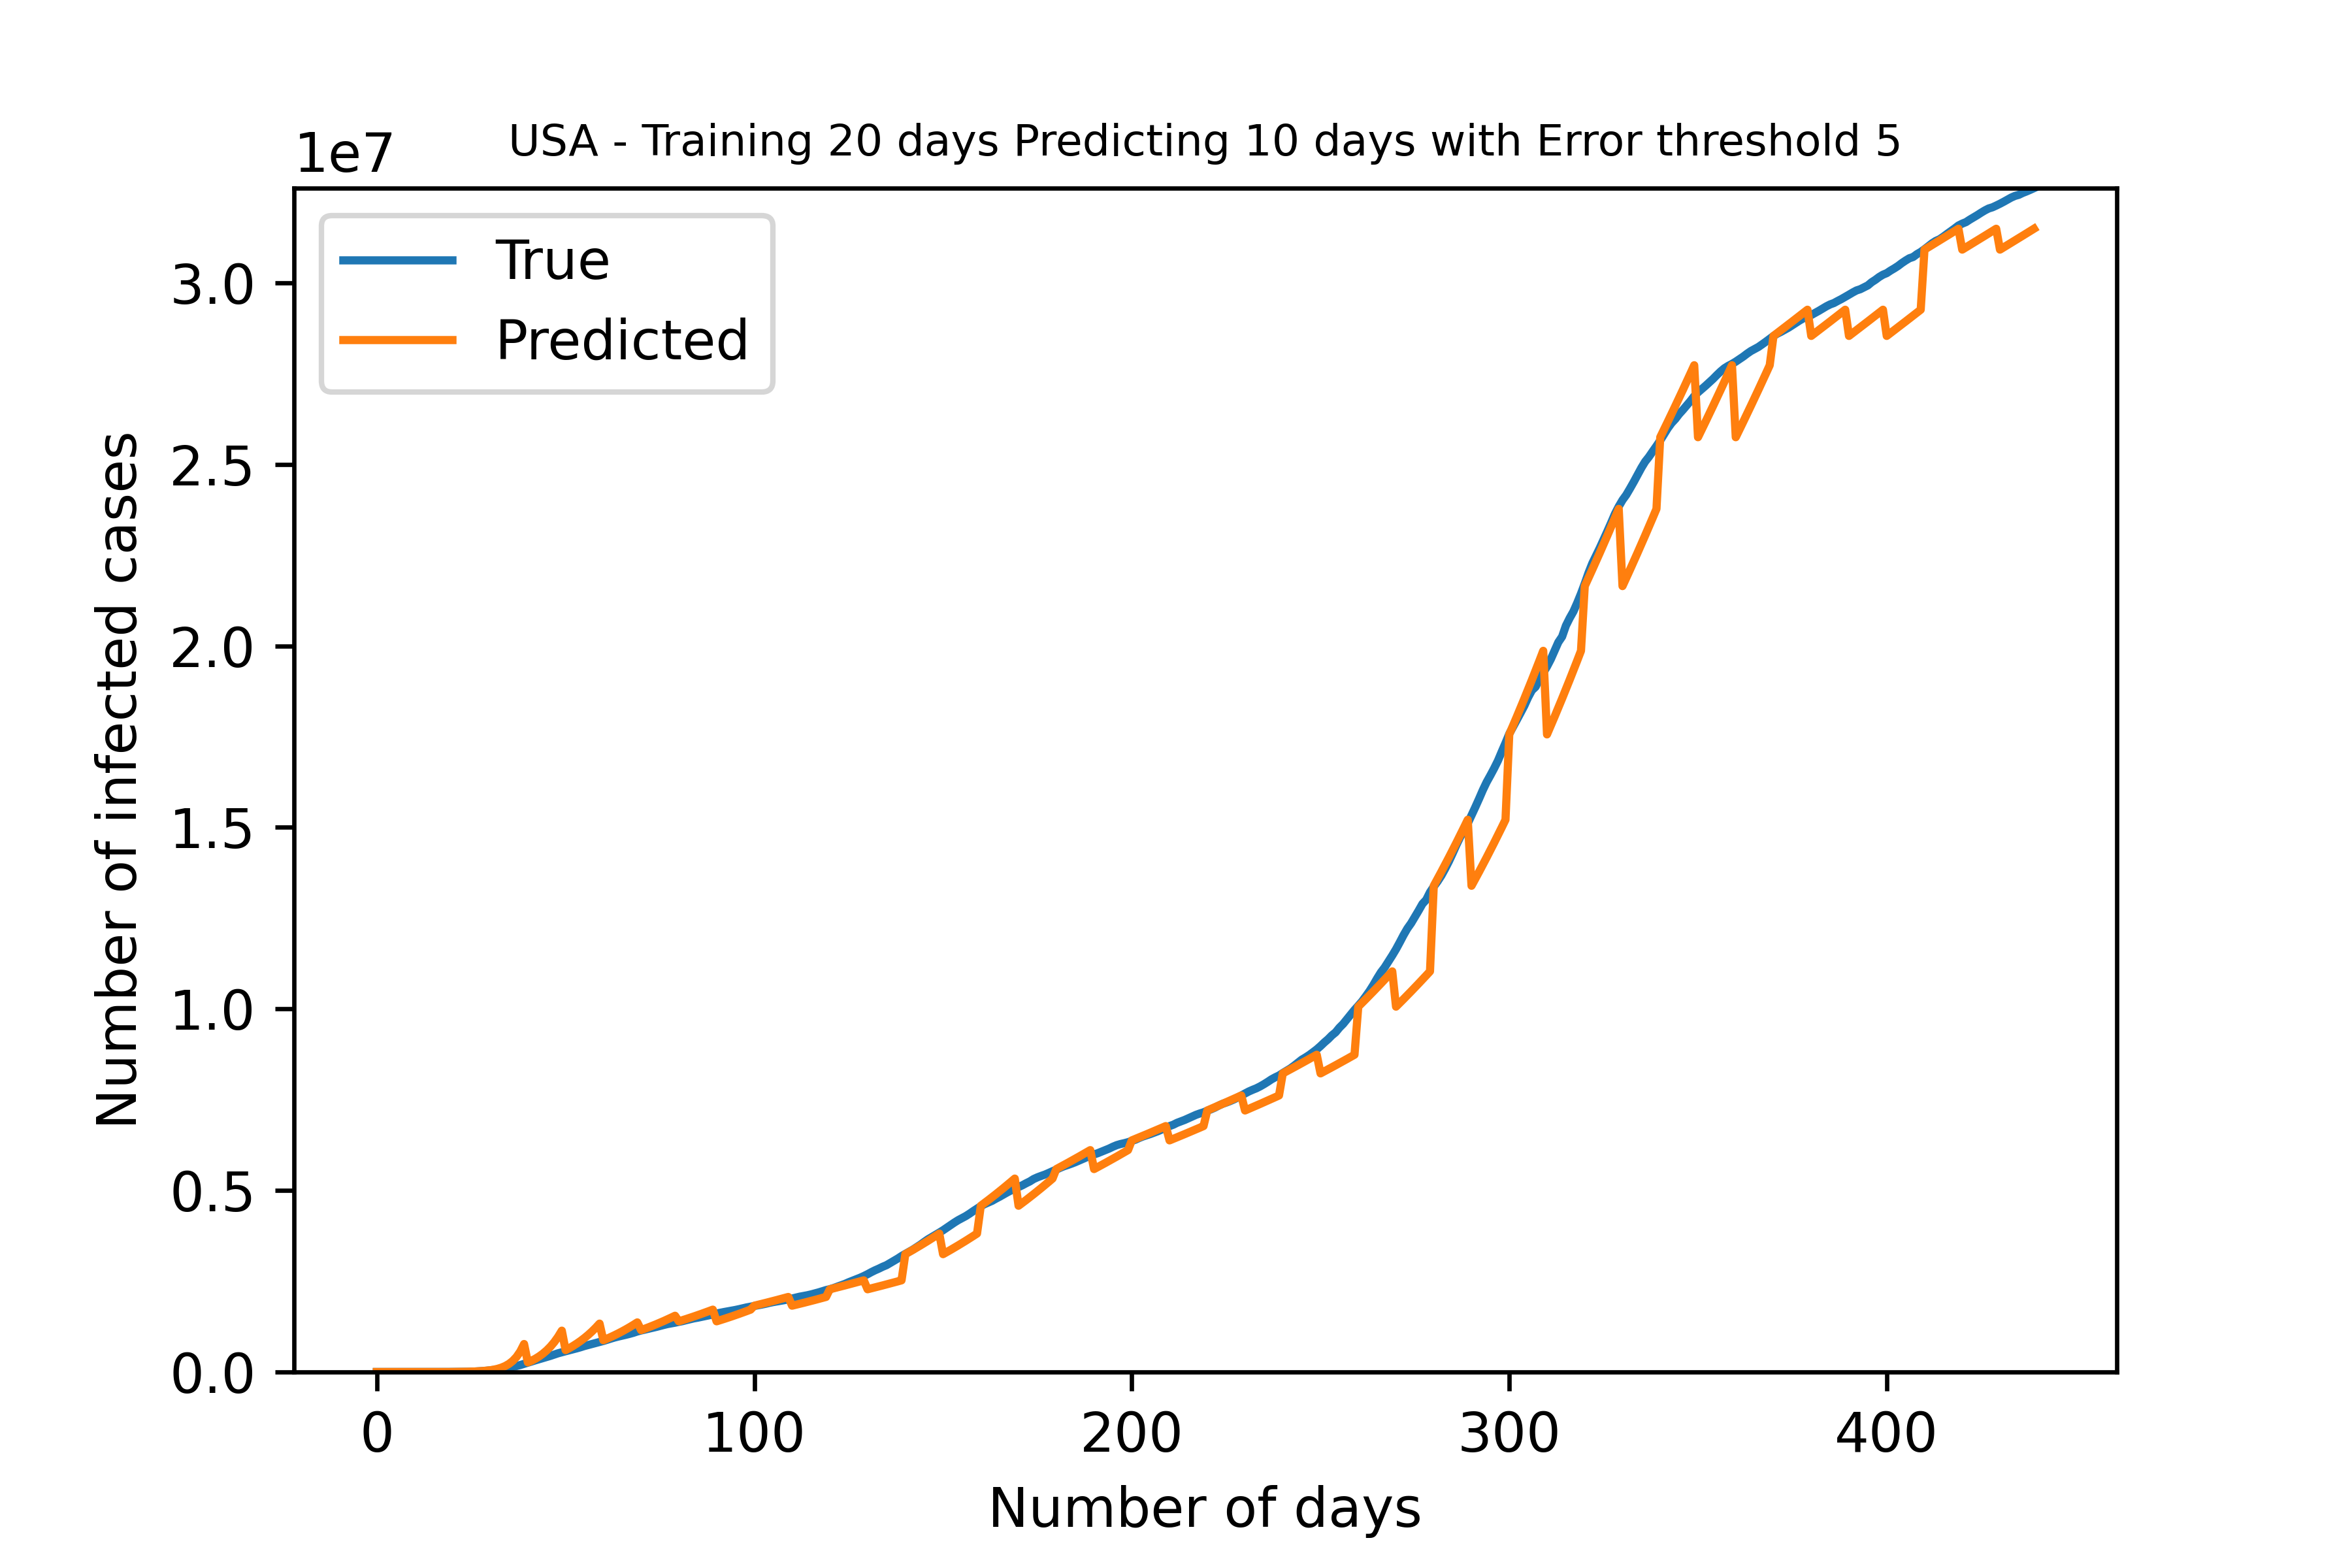 USA - Training 20 days Predicting 10 days with Error threshold 5
1e7
True
Predicted
Number of infected cases
3.0
2.5
2.0
1.5
1.0
0.5
0.0
0 100 200 300 400
Number of days